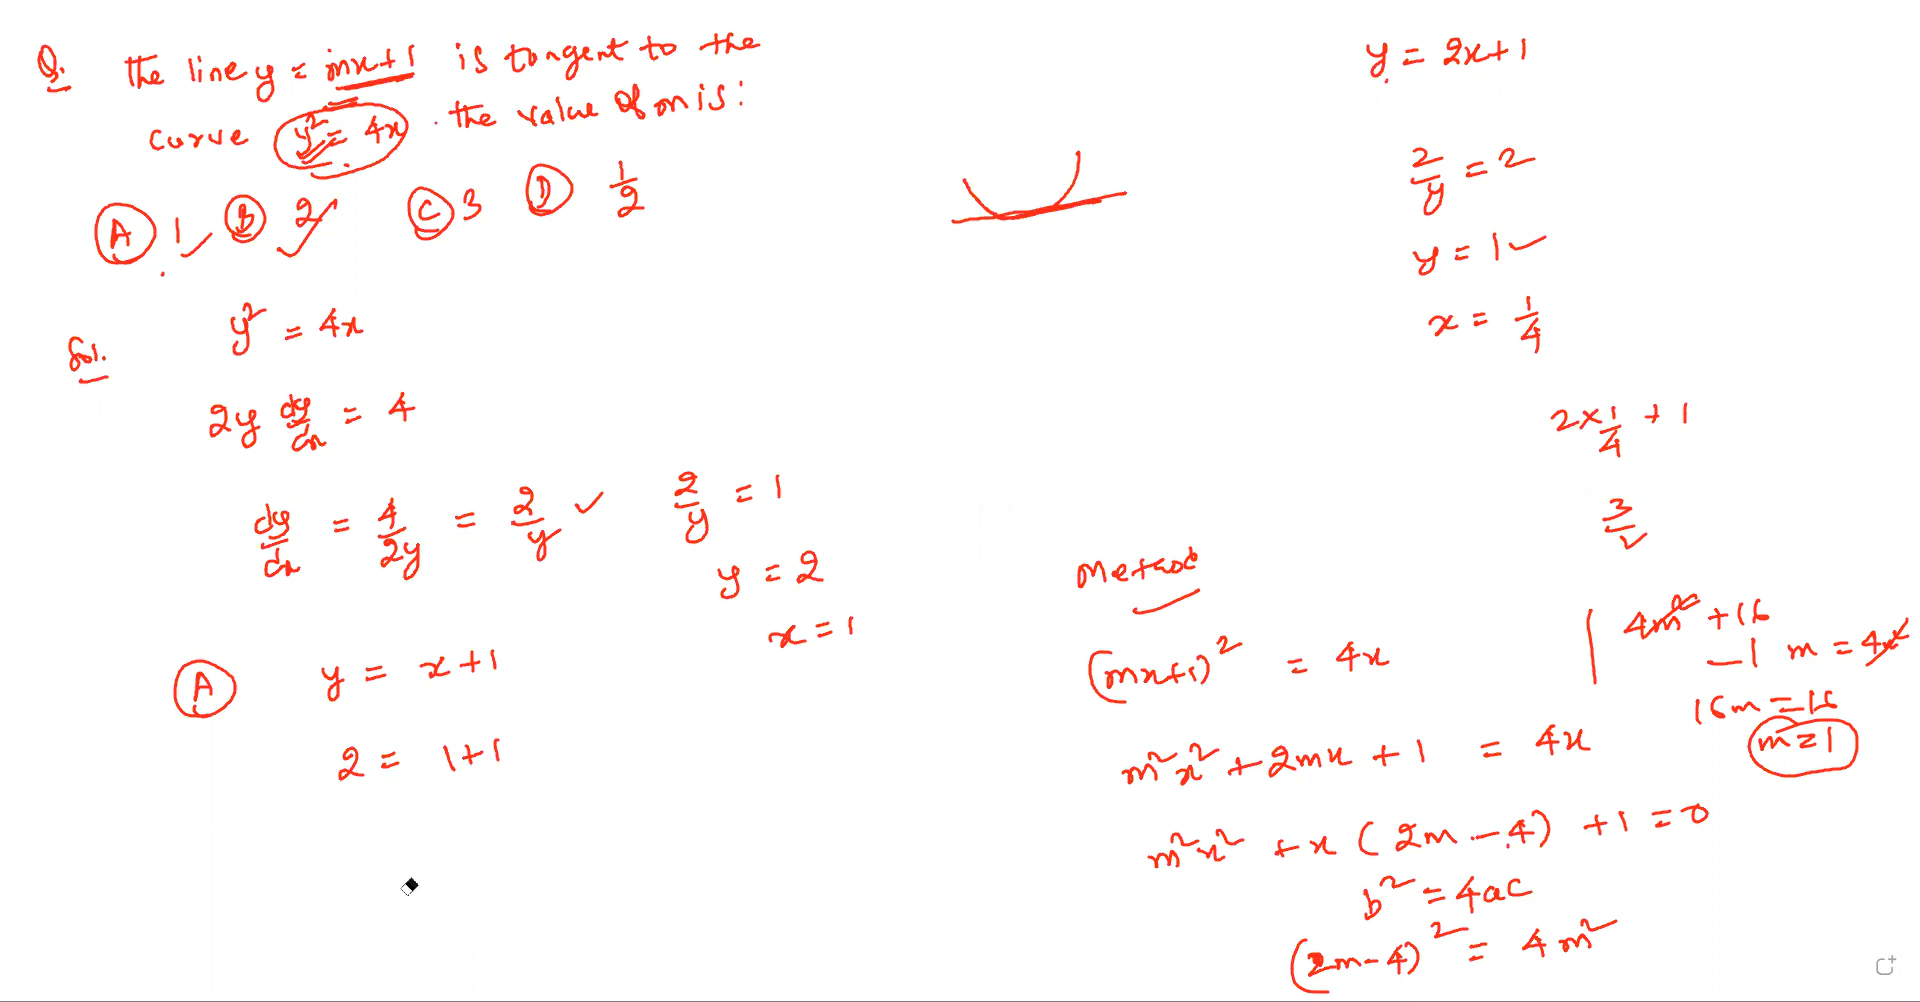 Q. The line y = mx+1 is tangent to the
curve y² = 4x . The value of m is :
(A) 1 ✓ (B) 2 ✓ (C) 3 (D) 1/2
Sol.
y² = 4x
2y dy/dx = 4
dy/dx = 4/2y = 2/y ✓
2/y = 1
y = 2
x = 1
(A) y = x+1
2 = 1+1
y = 2x+1
2/y = 2
y = 1 ✓
x = 1/4
2×1/4 + 1
3/2
Method
(mx+1)² = 4x
m²x² + 2mx + 1 = 4x
m²x² + x (2m - 4) + 1 = 0
b² = 4ac
(2m-4)² = 4m²
4m² + 16
- 1 m = 4
16m = 16
m = 1